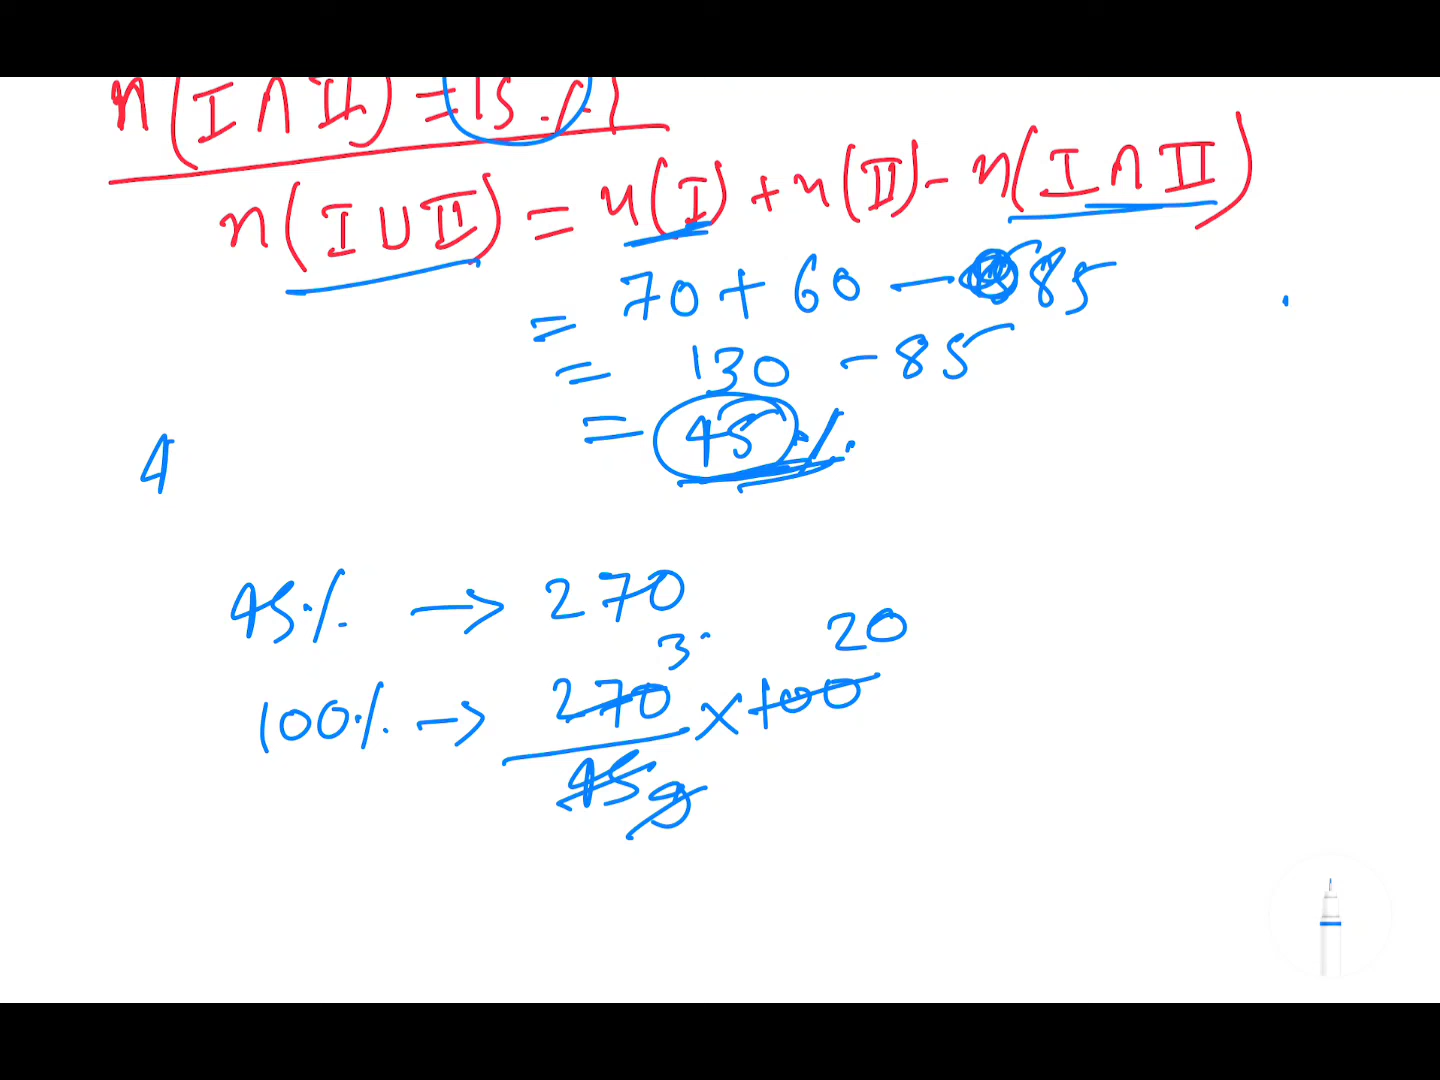 n(I∩II) = 15%
n(I∪II) = n(I) + n(II) - n(I∩II)
= 70 + 60 - 85
= 130 - 85
= 45%
4
45% → 270
3 20
100% → 270 × 100
45 9